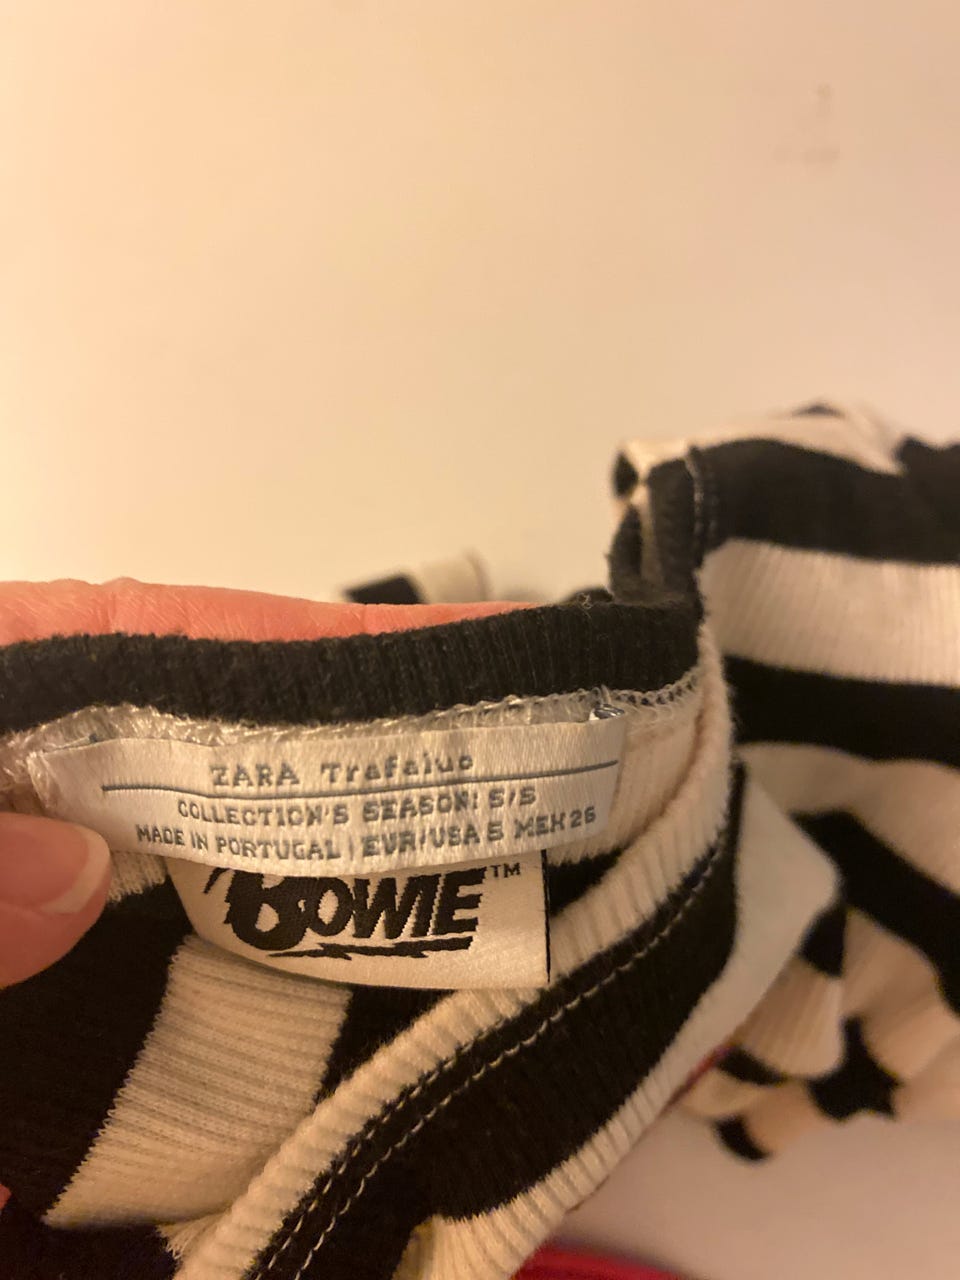 ZARA Trafaluc
COLLECTION'S SEASON: S/S
MADE IN PORTUGAL | EUR/USA S MEX 26
BOWIE™